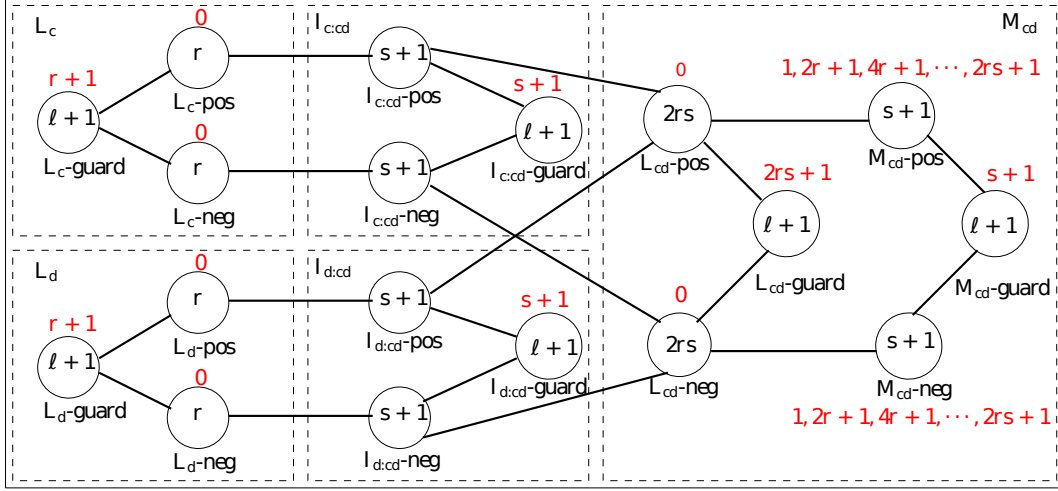 L_c
0
r
r + 1
ℓ + 1
L_c-pos
L_c-guard
0
r
L_c-neg
I_c:cd
s + 1
I_c:cd-pos
s + 1
ℓ + 1
I_c:cd-guard
s + 1
I_c:cd-neg
M_cd
0
2rs
L_cd-pos
1, 2r + 1, 4r + 1, ⋯, 2rs + 1
s + 1
M_cd-pos
2rs + 1
ℓ + 1
L_cd-guard
s + 1
ℓ + 1
M_cd-guard
0
2rs
L_cd-neg
s + 1
M_cd-neg
1, 2r + 1, 4r + 1, ⋯, 2rs + 1
L_d
0
r
L_d-pos
r + 1
ℓ + 1
L_d-guard
0
r
L_d-neg
I_d:cd
s + 1
I_d:cd-pos
s + 1
ℓ + 1
I_d:cd-guard
s + 1
I_d:cd-neg